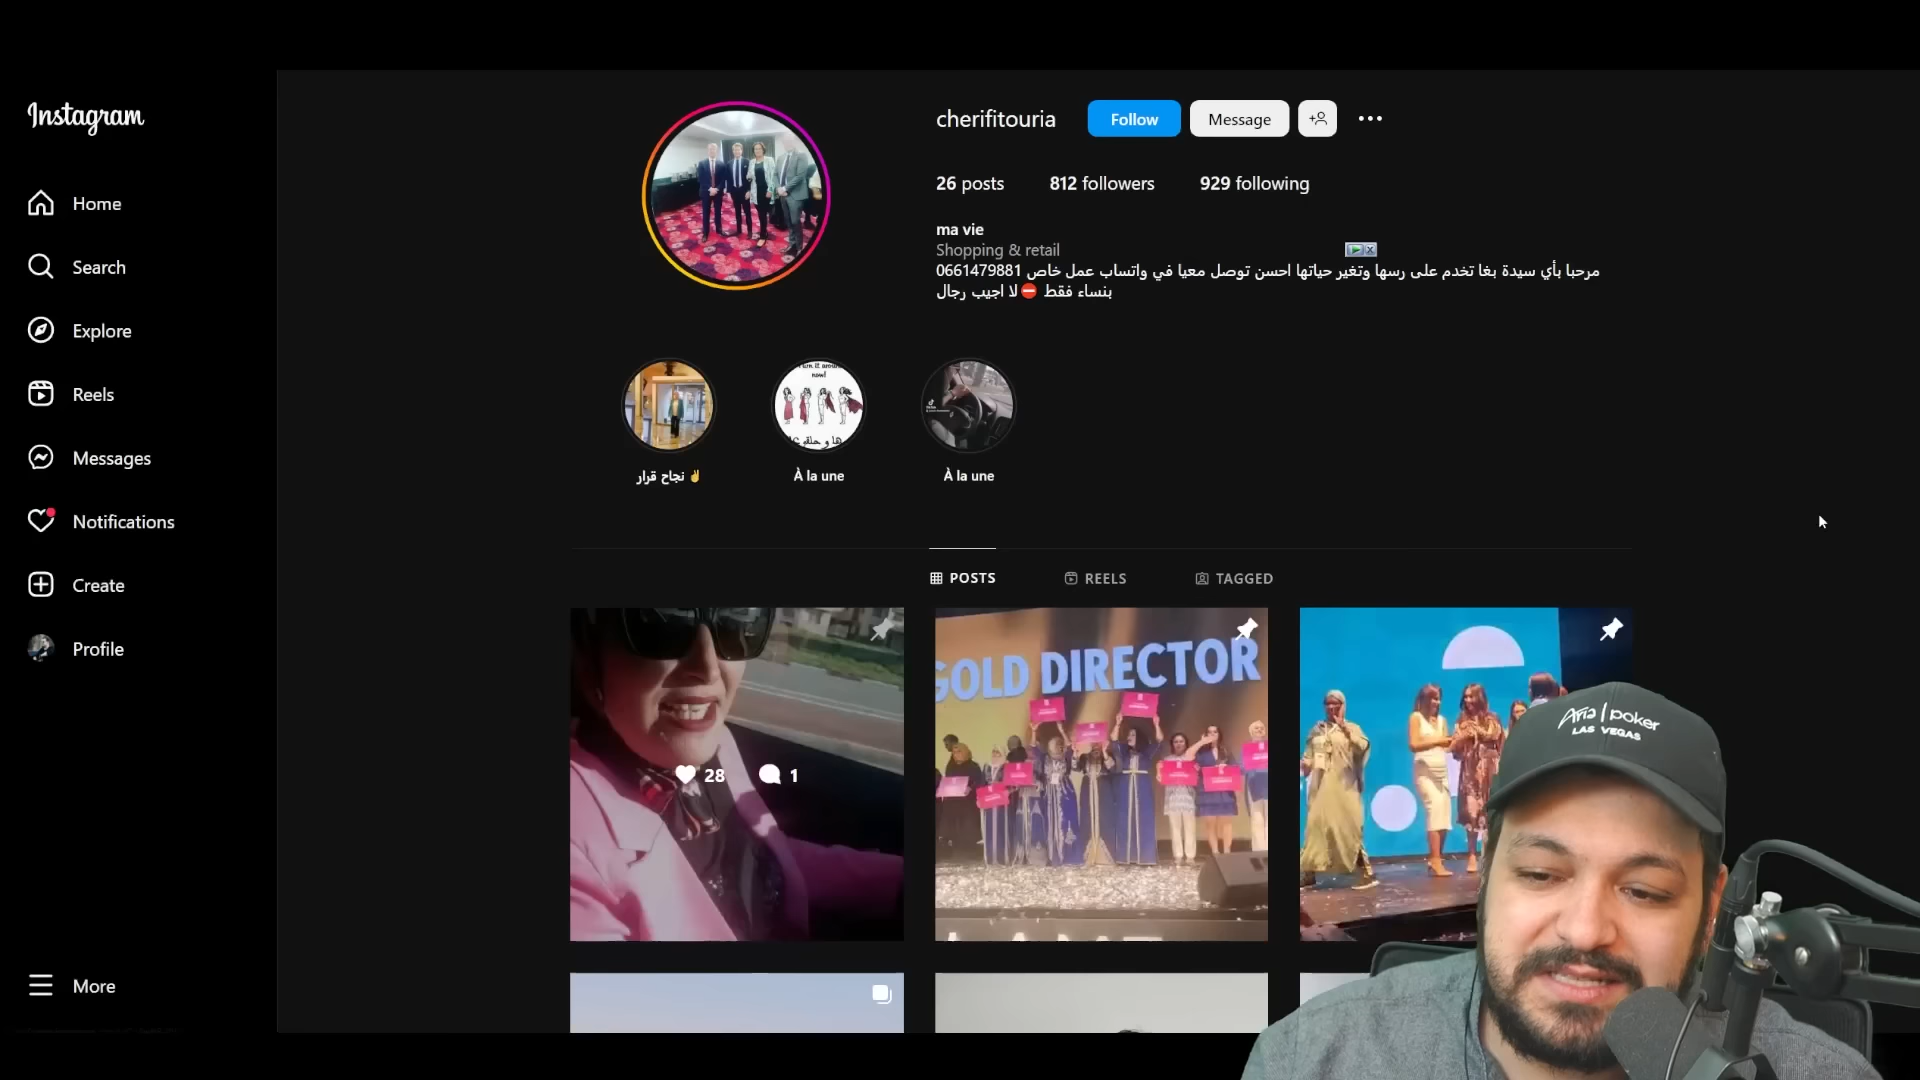 Instagram
Home
Search
Explore
Reels
Messages
Notifications
Create
Profile
More
cherifitouria
Follow
Message
26 posts
812 followers
929 following
ma vie
Shopping & retail
مرحبا بأي سيدة بغا تخدم على رسها وتغير حياتها احسن توصل معيا في واتساب عمل خاص 0661479881
بنساء فقط ⛔ لا اجيب رجال
نجاح قرار ✌
À la une
À la une
POSTS
REELS
TAGGED
28
1
GOLD DIRECTOR
Aria | poker
LAS VEGAS